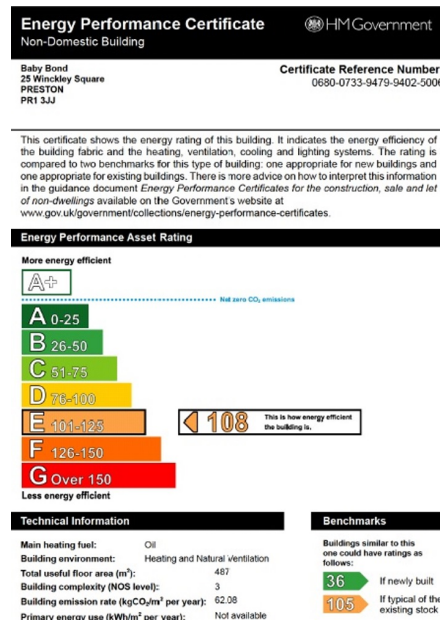 Energy Performance Certificate
HM Government
Non-Domestic Building
Baby Bond
25 Winckley Square
PRESTON
PR1 3JJ
Certificate Reference Number
0680-0733-9479-9402-5006
This certificate shows the energy rating of this building. It indicates the energy efficiency of
the building fabric and the heating, ventilation, cooling and lighting systems. The rating is
compared to two benchmarks for this type of building: one appropriate for new buildings and
one appropriate for existing buildings. There is more advice on how to interpret this information
in the guidance document Energy Performance Certificates for the construction, sale and let
of non-dwellings available on the Government's website at
www.gov.uk/government/collections/energy-performance-certificates.
Energy Performance Asset Rating
More energy efficient
A+
Net zero CO₂ emissions
A 0-25
B 26-50
C 51-75
D 76-100
E 101-125
108
This is how energy efficient
the building is.
F 126-150
G Over 150
Less energy efficient
Technical Information
Main heating fuel: Oil
Building environment: Heating and Natural Ventilation
Total useful floor area (m²): 487
Building complexity (NOS level): 3
Building emission rate (kgCO₂/m² per year): 62.08
Primary energy use (kWh/m² per year): Not available
Benchmarks
Buildings similar to this
one could have ratings as
follows:
36 If newly built
105 If typical of the
existing stock